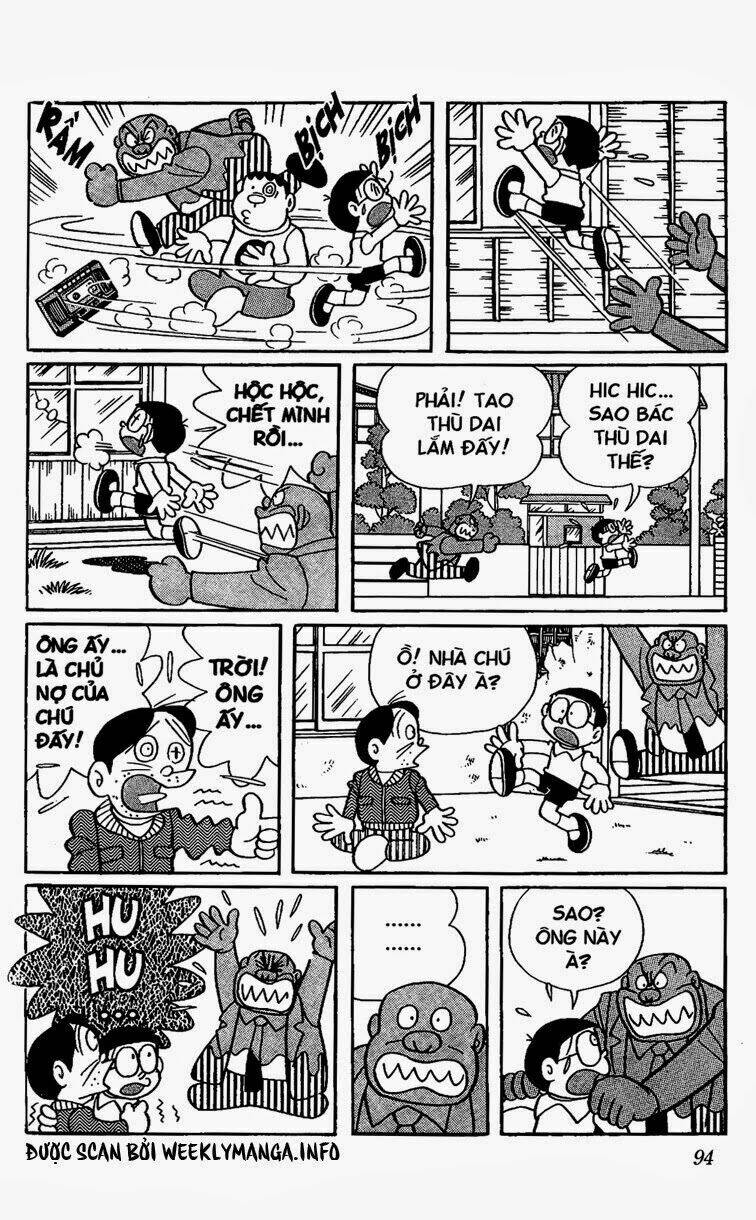 BỊCH
BỊCH
RẦM
HIC HIC...
SAO BÁC
THÙ DAI
THẾ?
PHẢI! TAO
THÙ DAI
LẮM ĐẤY!
HỘC HỘC,
CHẾT MÌNH
RỒI...
Ồ! NHÀ CHÚ
Ở ĐÂY À?
TRỜI!
ÔNG
ẤY...
ÔNG ẤY...
LÀ CHỦ
NỢ CỦA
CHÚ
ĐẤY!
SAO?
ÔNG NÀY
À?
......
......
HU
HU
...
ĐƯỢC SCAN BỞI WEEKLYMANGA.INFO
94